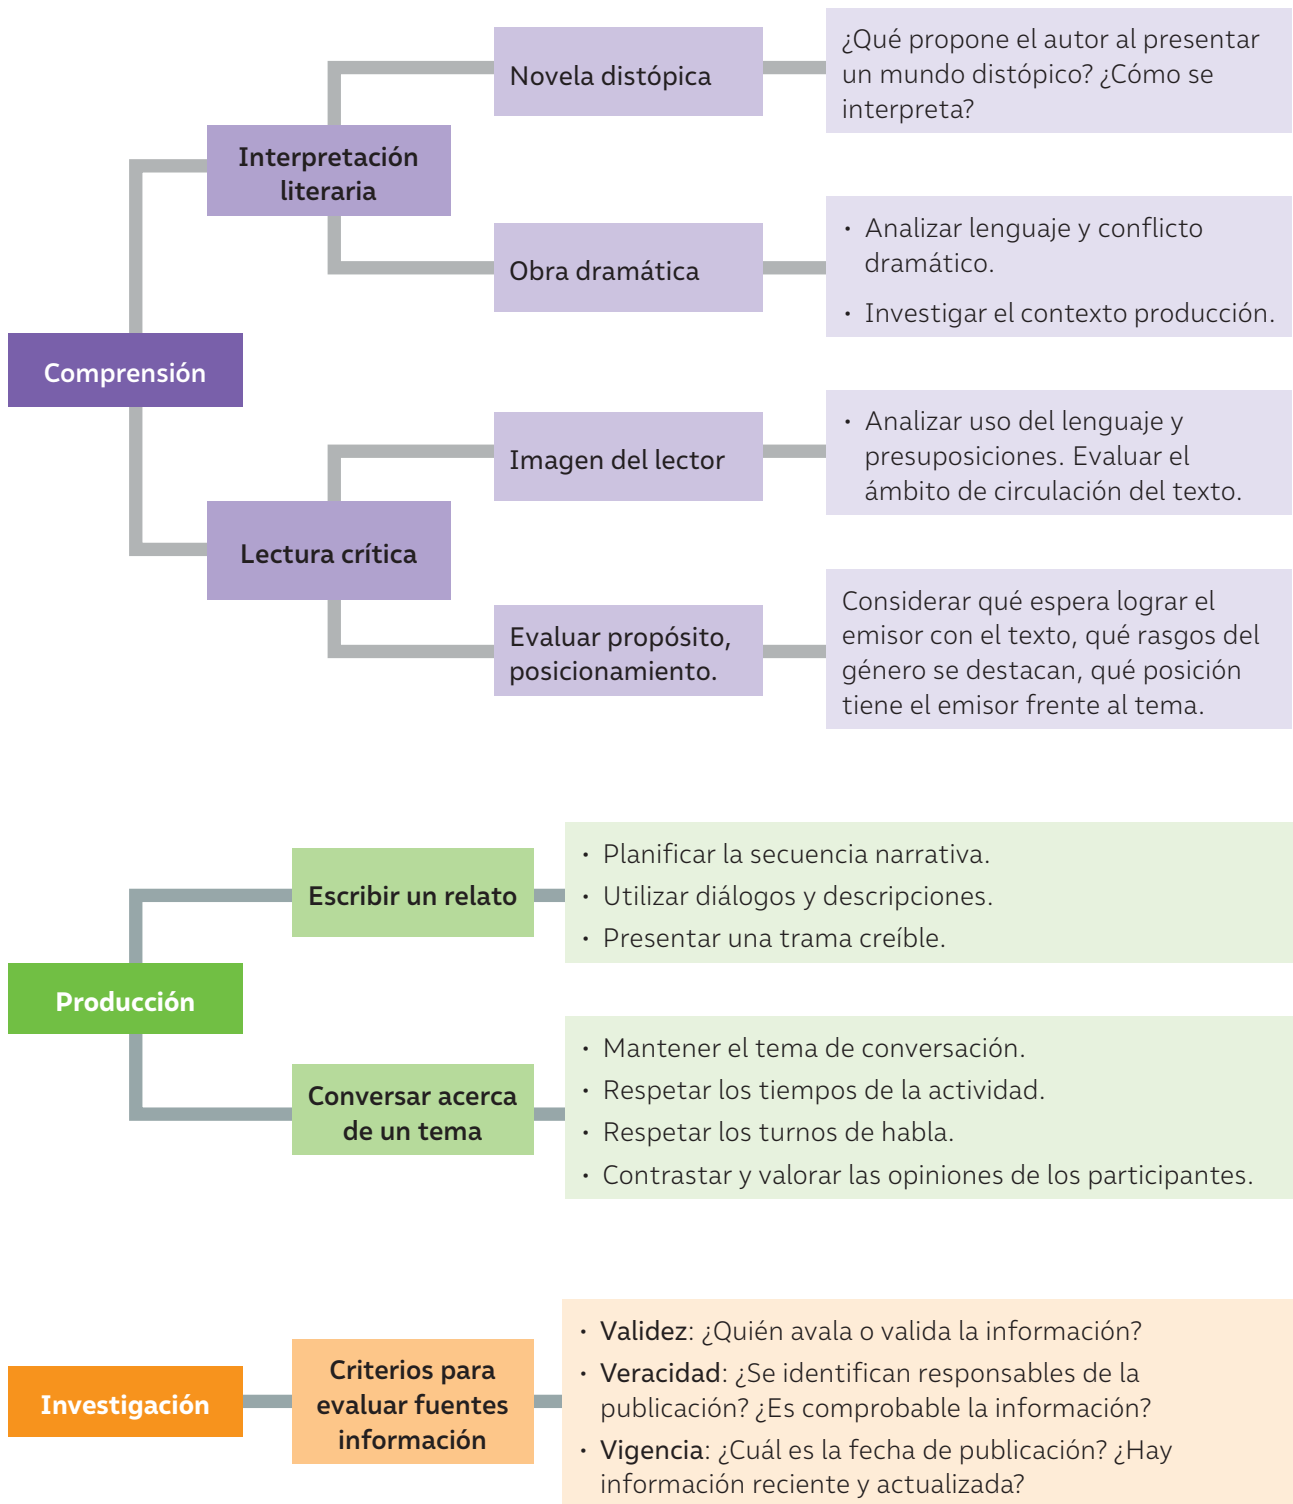 Novela distópica
¿Qué propone el autor al presentar
un mundo distópico? ¿Cómo se
interpreta?
Interpretación
literaria
Obra dramática
• Analizar lenguaje y conflicto
dramático.
• Investigar el contexto producción.
Comprensión
Imagen del lector
• Analizar uso del lenguaje y
presuposiciones. Evaluar el
ámbito de circulación del texto.
Lectura crítica
Evaluar propósito,
posicionamiento.
Considerar qué espera lograr el
emisor con el texto, qué rasgos del
género se destacan, qué posición
tiene el emisor frente al tema.
Escribir un relato
• Planificar la secuencia narrativa.
• Utilizar diálogos y descripciones.
• Presentar una trama creíble.
Producción
Conversar acerca
de un tema
• Mantener el tema de conversación.
• Respetar los tiempos de la actividad.
• Respetar los turnos de habla.
• Contrastar y valorar las opiniones de los participantes.
Investigación
Criterios para
evaluar fuentes
información
• Validez: ¿Quién avala o valida la información?
• Veracidad: ¿Se identifican responsables de la
publicación? ¿Es comprobable la información?
• Vigencia: ¿Cuál es la fecha de publicación? ¿Hay
información reciente y actualizada?